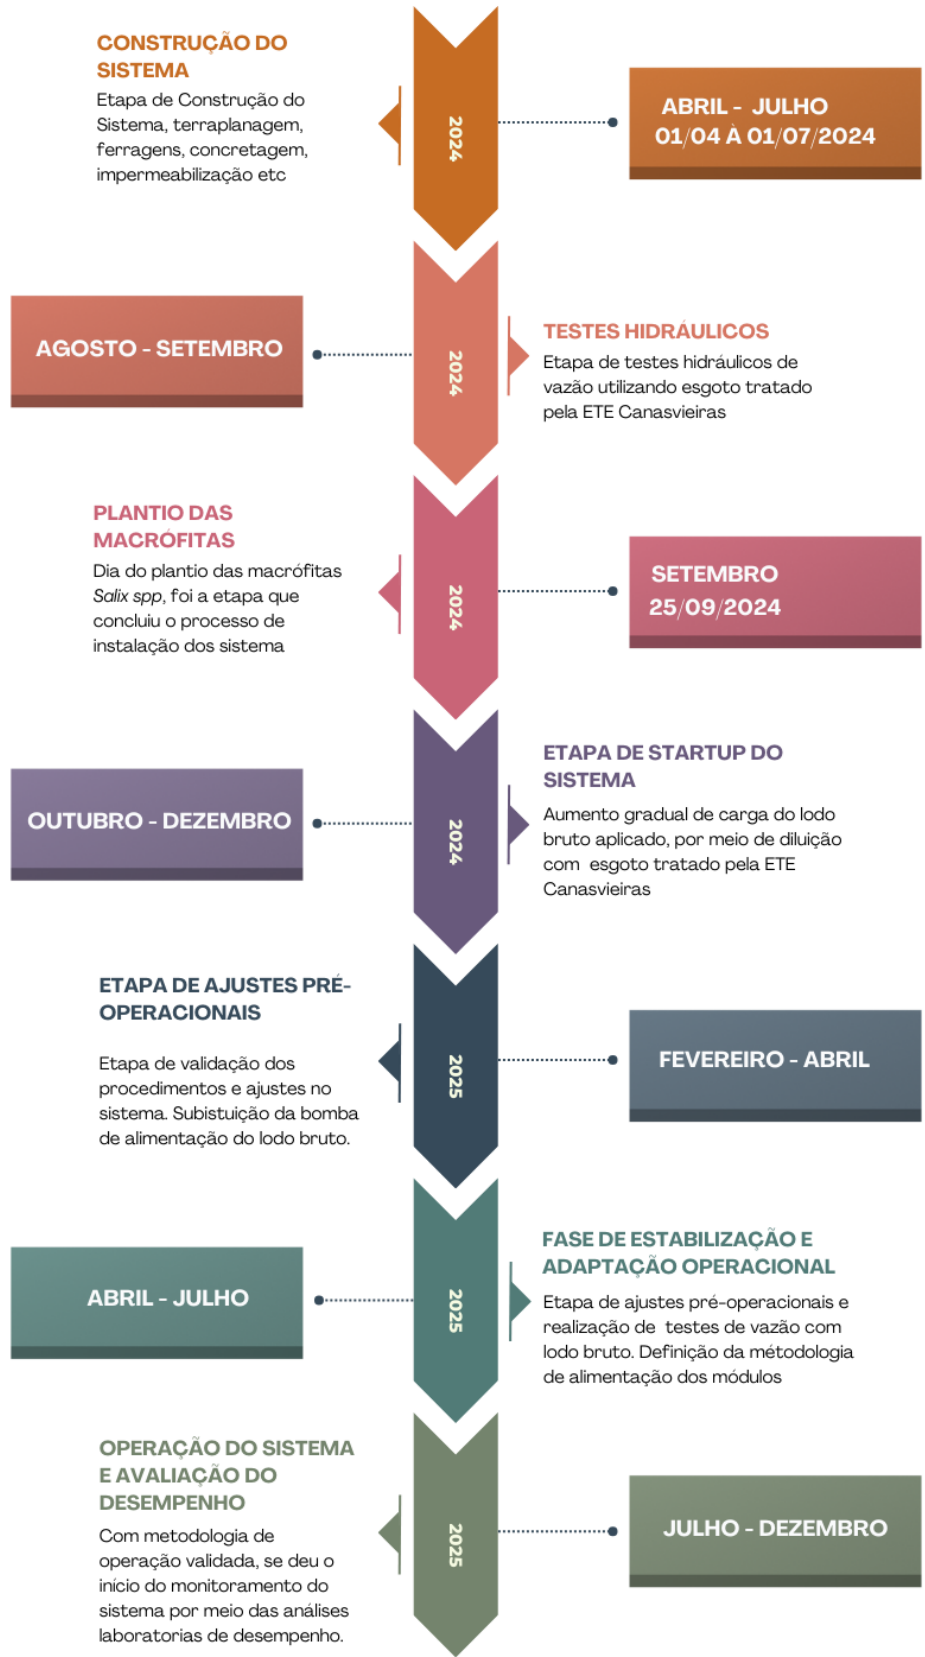 CONSTRUÇÃO DO
SISTEMA
Etapa de Construção do
Sistema, terraplanagem,
ferragens, concretagem,
impermeabilização etc
2024
ABRIL - JULHO
01/04 À 01/07/2024
AGOSTO - SETEMBRO
2024
TESTES HIDRÁULICOS
Etapa de testes hidráulicos de
vazão utilizando esgoto tratado
pela ETE Canasvieiras
PLANTIO DAS
MACRÓFITAS
Dia do plantio das macrófitas
Salix spp, foi a etapa que
concluiu o processo de
instalação dos sistema
2024
SETEMBRO
25/09/2024
OUTUBRO - DEZEMBRO
2024
ETAPA DE STARTUP DO
SISTEMA
Aumento gradual de carga do lodo
bruto aplicado, por meio de diluição
com esgoto tratado pela ETE
Canasvieiras
ETAPA DE AJUSTES PRÉ-
OPERACIONAIS
Etapa de validação dos
procedimentos e ajustes no
sistema. Subistuição da bomba
de alimentação do lodo bruto.
2025
FEVEREIRO - ABRIL
ABRIL - JULHO
2025
FASE DE ESTABILIZAÇÃO E
ADAPTAÇÃO OPERACIONAL
Etapa de ajustes pré-operacionais e
realização de testes de vazão com
lodo bruto. Definição da métodologia
de alimentação dos módulos
OPERAÇÃO DO SISTEMA
E AVALIAÇÃO DO
DESEMPENHO
Com metodologia de
operação validada, se deu o
início do monitoramento do
sistema por meio das análises
laboratorias de desempenho.
2025
JULHO - DEZEMBRO